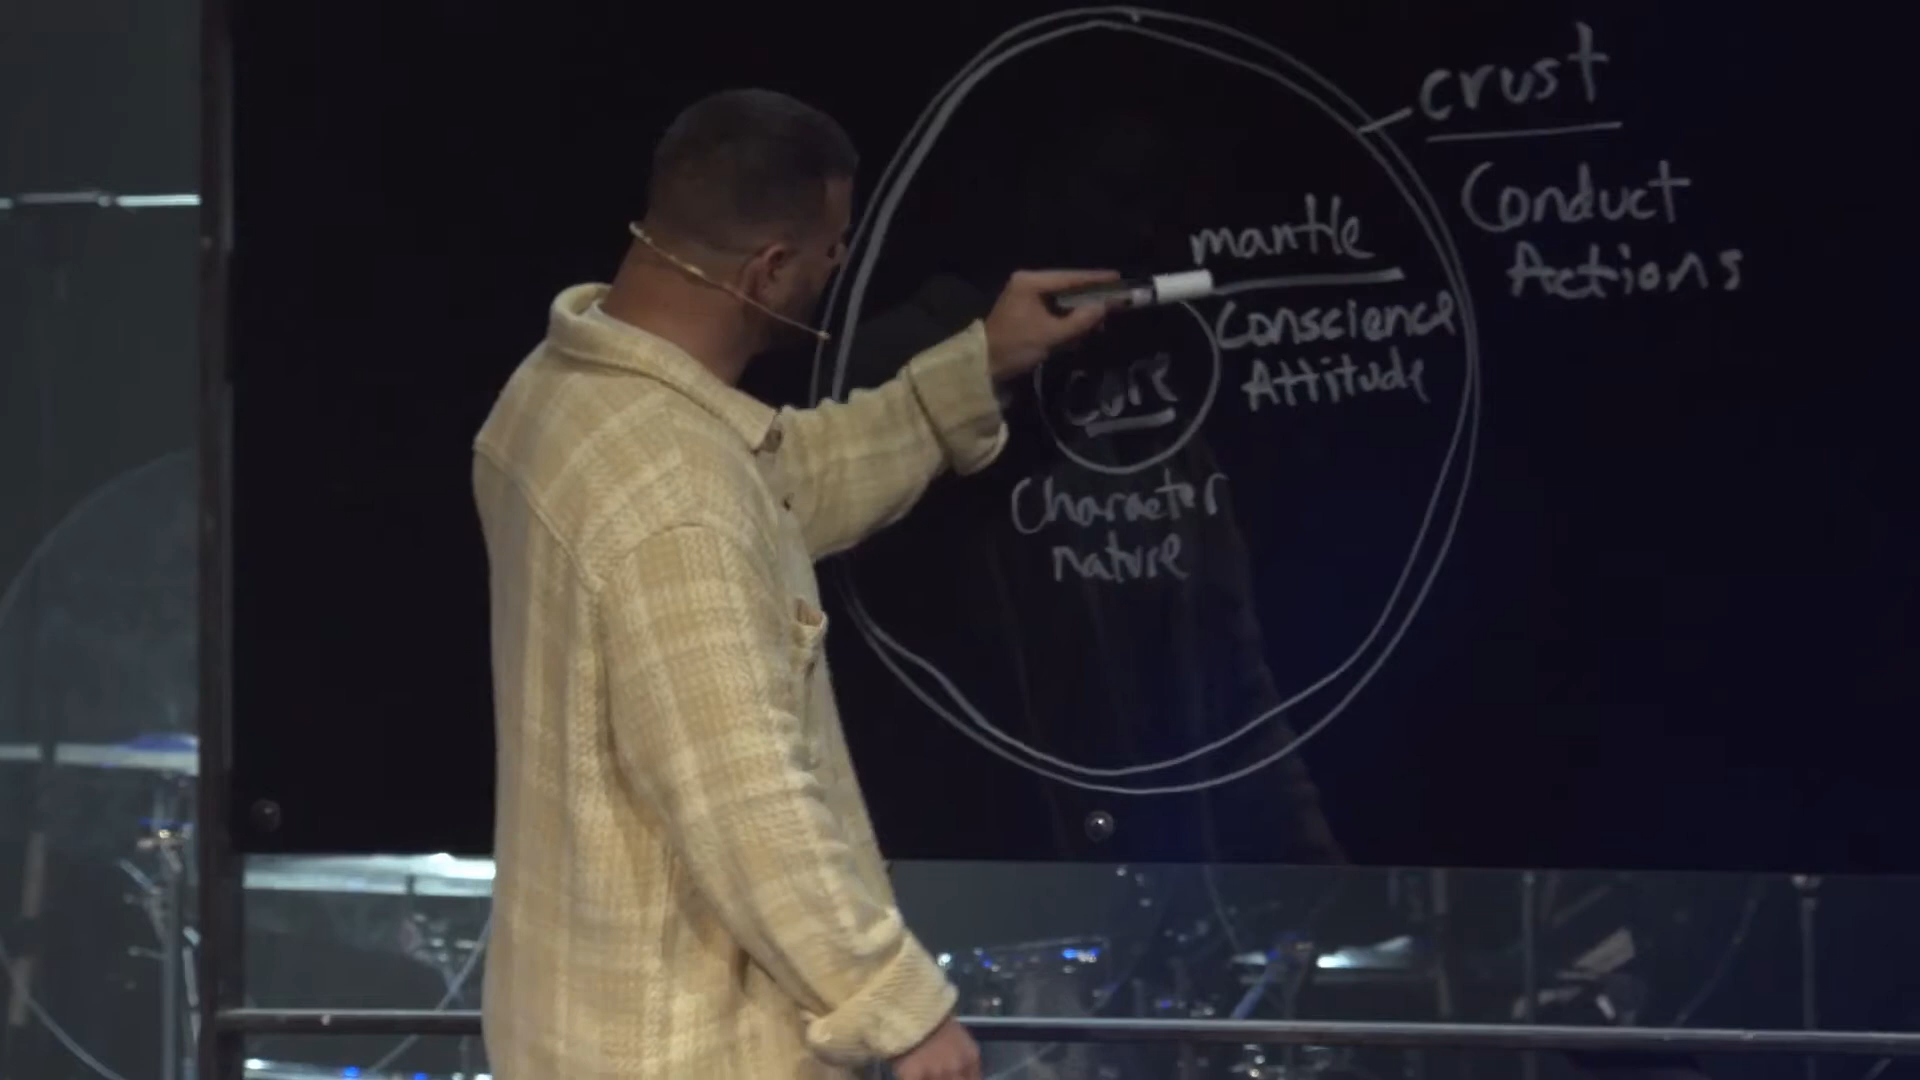 crust
Conduct
Actions
mantle
Conscience
Attitude
core
Character
nature